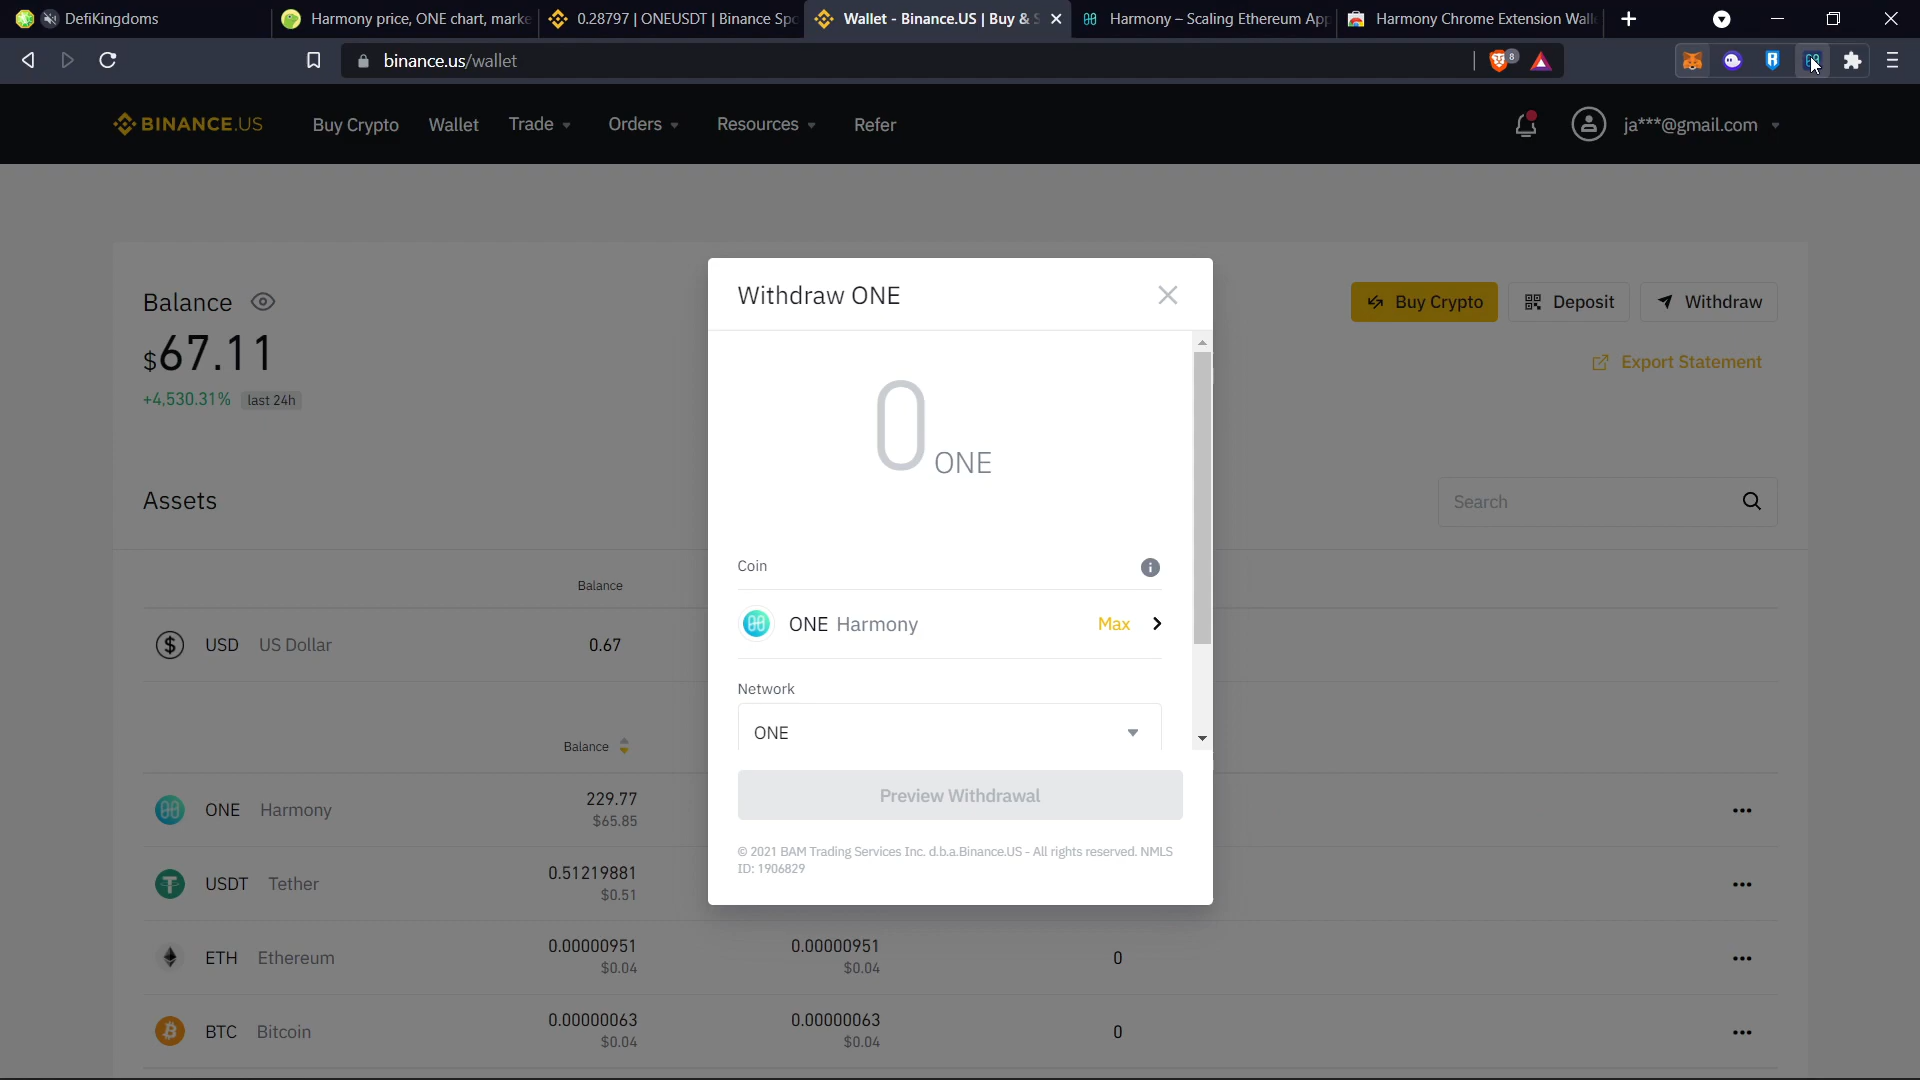 DefiKingdoms
Harmony price, ONE chart, marke
0.28797 | ONEUSDT | Binance Spo
Wallet - Binance.US | Buy & S
Harmony – Scaling Ethereum App
Harmony Chrome Extension Wall
binance.us/wallet
8
BINANCE.US
Buy Crypto
Wallet
Trade
Orders
Resources
Refer
ja***@gmail.com
Balance
$67.11
+4,530.31% last 24h
Buy Crypto
Deposit
Withdraw
Export Statement
Assets
Search
Balance
USD US Dollar 0.67
Balance
ONE Harmony 229.77
$65.85
USDT Tether 0.51219881
$0.51
ETH Ethereum 0.00000951 0.00000951 0
$0.04 $0.04
BTC Bitcoin 0.00000063 0.00000063 0
$0.04 $0.04
Withdraw ONE
0 ONE
Coin
ONE Harmony Max
Network
ONE
Preview Withdrawal
© 2021 BAM Trading Services Inc. d.b.a.Binance.US - All rights reserved. NMLS
ID: 1906829